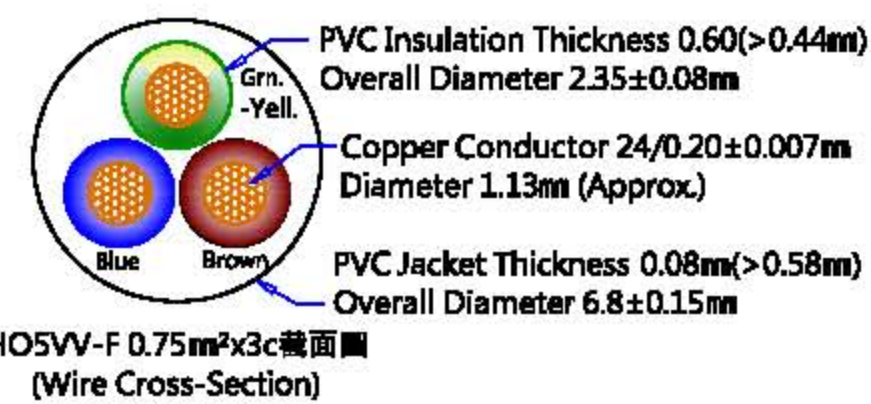 PVC Insulation Thickness 0.60(>0.44㎜)
Overall Diameter 2.35±0.08㎜
Grn.
-Yell.
Copper Conductor 24/0.20±0.007㎜
Diameter 1.13㎜ (Approx.)
Blue
Brown
PVC Jacket Thickness 0.08㎜(>0.58㎜)
Overall Diameter 6.8±0.15㎜
HO5VV-F 0.75㎜²x3c截面圖
(Wire Cross-Section)